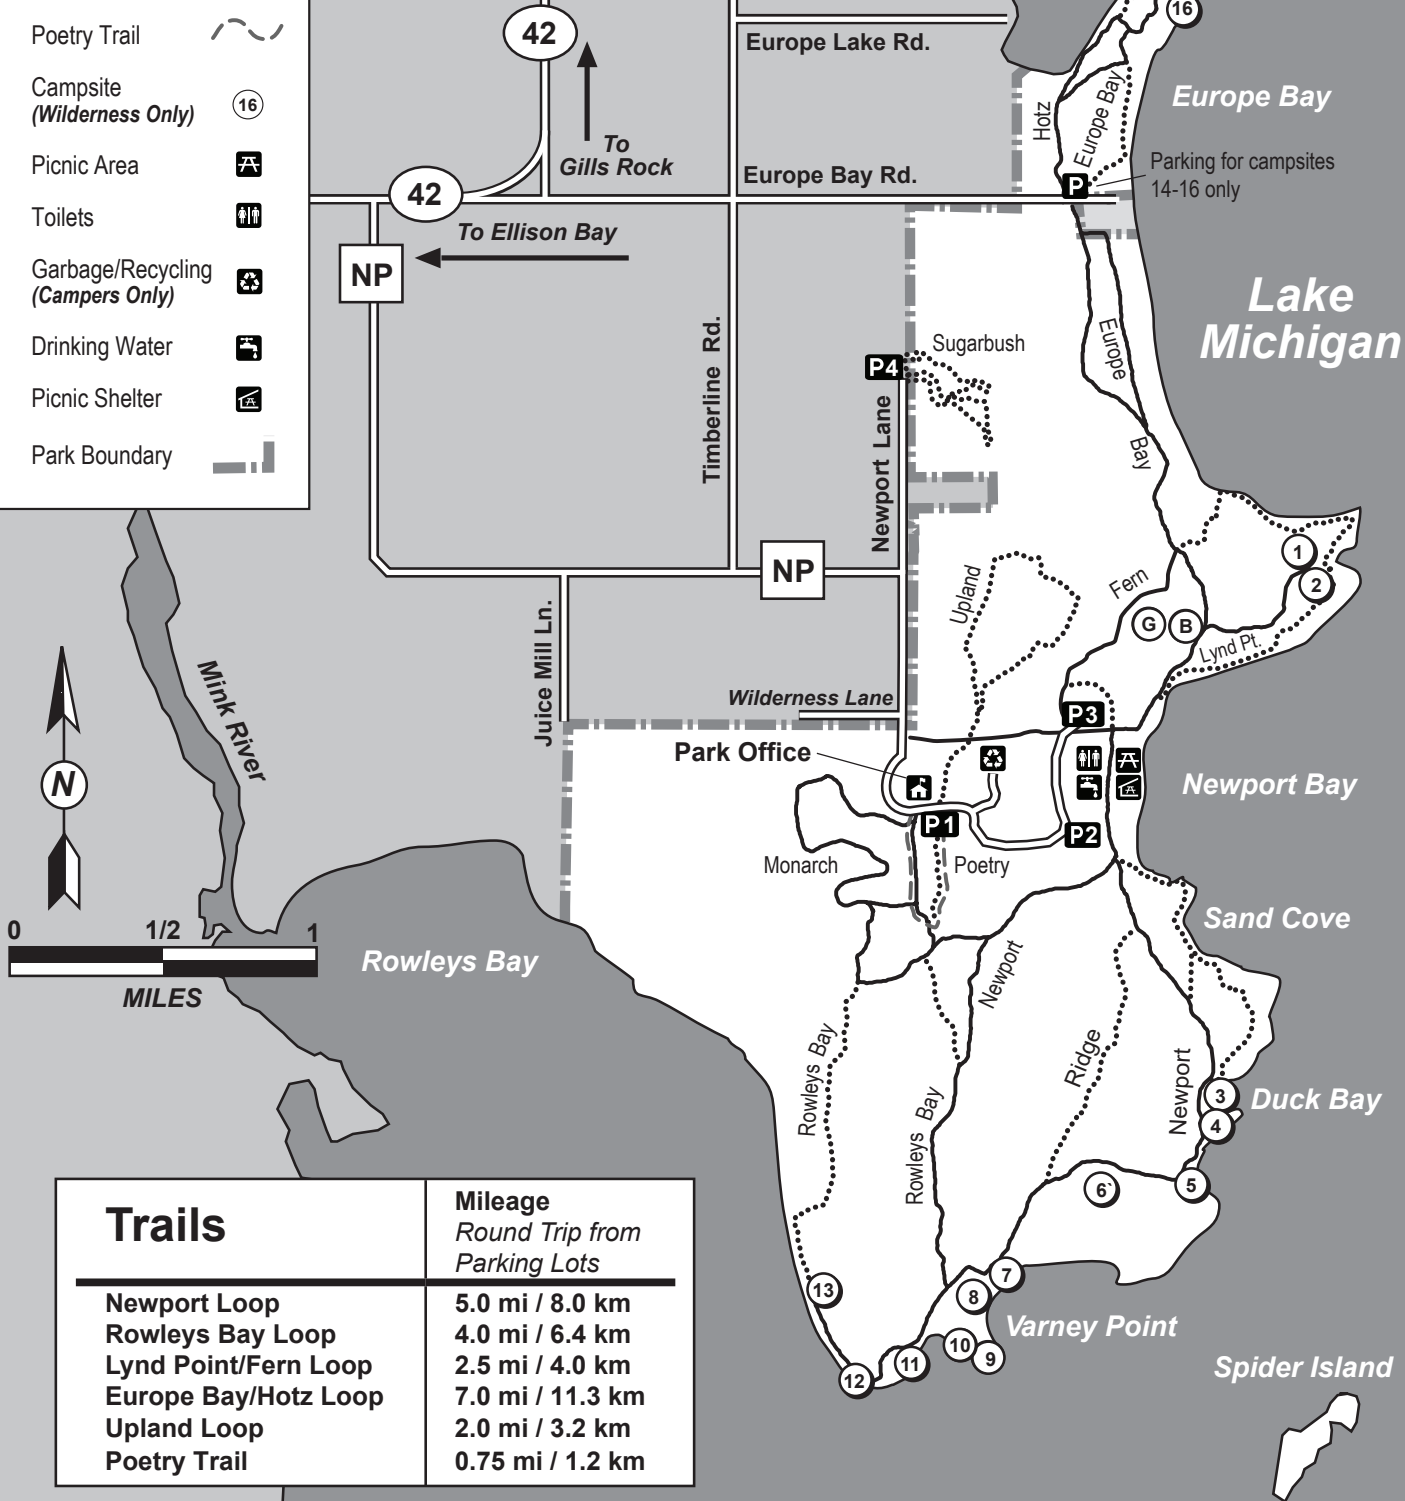 Poetry Trail
Campsite
(Wilderness Only)
16
Picnic Area
Toilets
Garbage/Recycling
(Campers Only)
Drinking Water
Picnic Shelter
Park Boundary
42
Europe Lake Rd.
To
Gills Rock
42
Europe Bay Rd.
To Ellison Bay
NP
16
Europe Bay
Hotz
Europe Bay
Parking for campsites
14-16 only
P
Lake
Michigan
Sugarbush
P4
Europe
Bay
Timberline Rd.
Newport Lane
NP
1
2
Fern
Upland
G
B
Lynd Pt.
Juice Mill Ln.
Wilderness Lane
Mink River
P3
Park Office
N
Newport Bay
P1
P2
Monarch
Poetry
Sand Cove
0
1/2
1
MILES
Rowleys Bay
Newport
Rowleys Bay
Ridge
Newport
Rowleys Bay
3
Duck Bay
4
5
6`
7
8
13
Varney Point
10
9
11
12
Spider Island
Trails
Mileage
Round Trip from
Parking Lots
Newport Loop 5.0 mi / 8.0 km
Rowleys Bay Loop 4.0 mi / 6.4 km
Lynd Point/Fern Loop 2.5 mi / 4.0 km
Europe Bay/Hotz Loop 7.0 mi / 11.3 km
Upland Loop 2.0 mi / 3.2 km
Poetry Trail 0.75 mi / 1.2 km